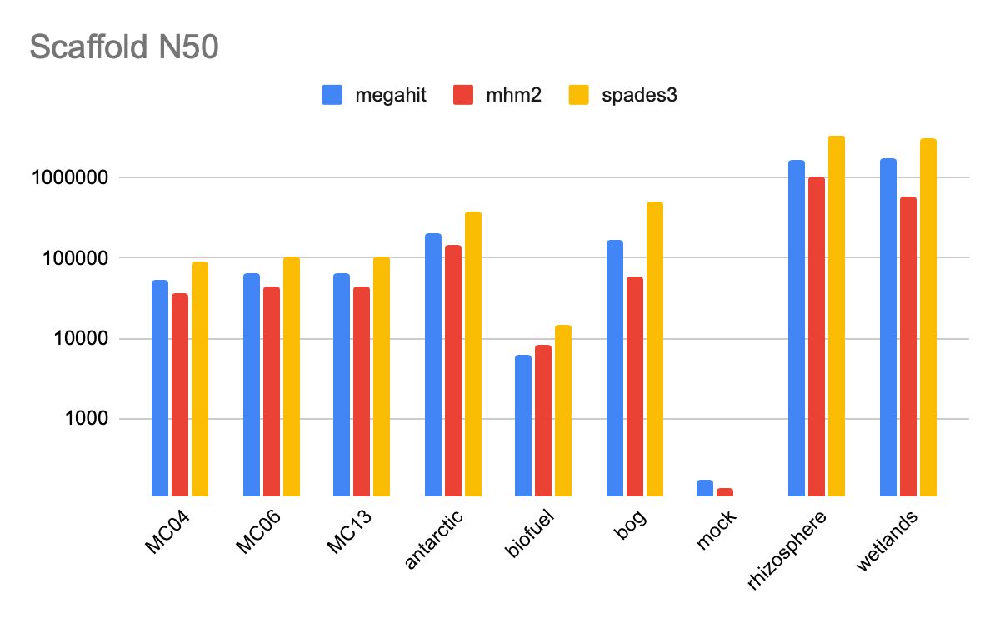 Scaffold N50
megahit mhm2 spades3
1000000
100000
10000
1000
MC04 MC06 MC13 antarctic biofuel bog mock rhizosphere wetlands